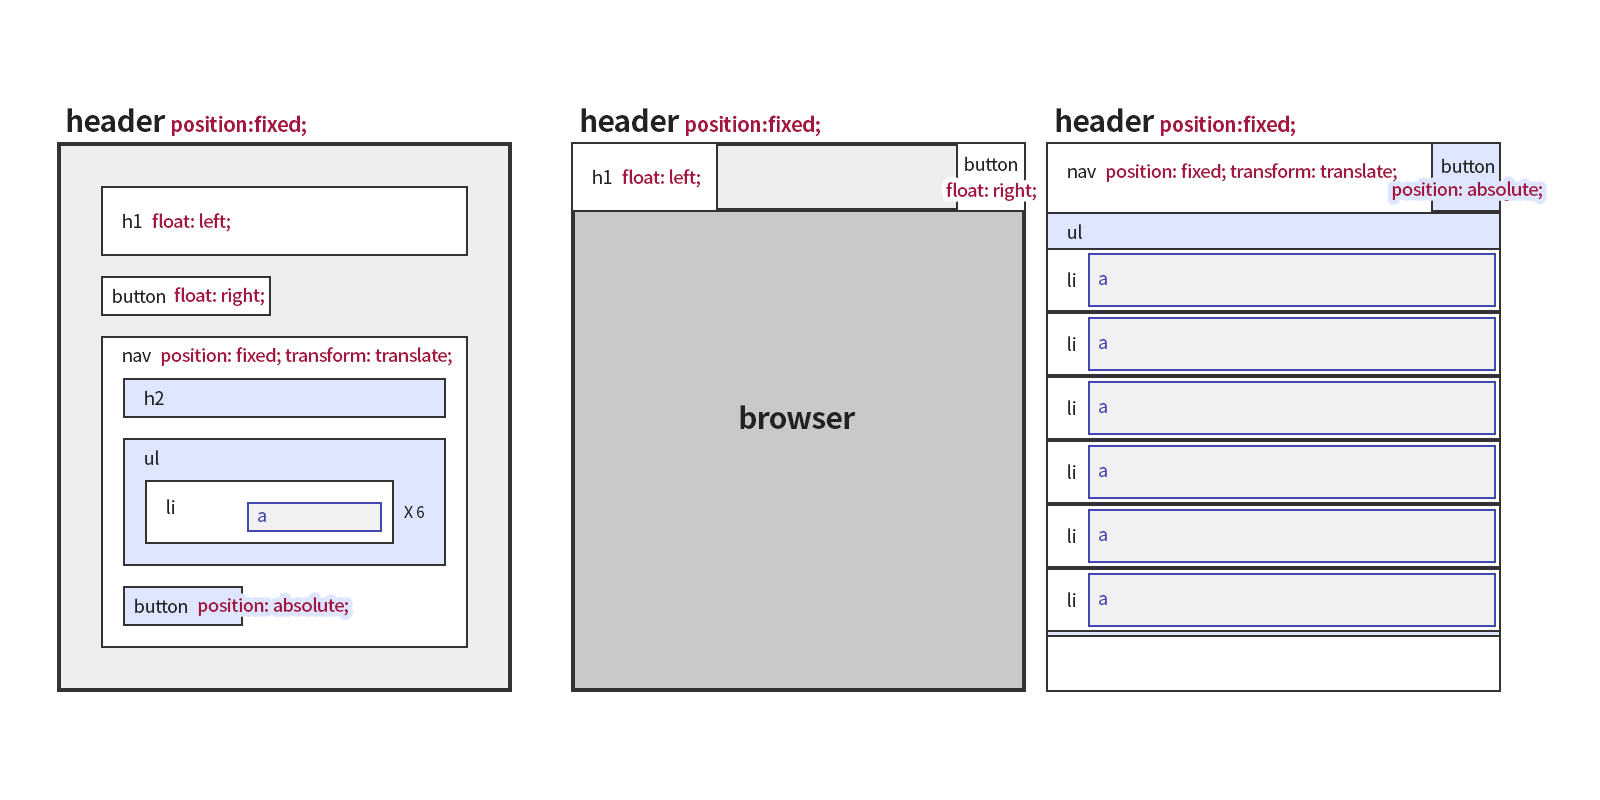 header position:fixed;
h1 float: left;
button float: right;
nav position: fixed; transform: translate;
h2
ul
li a X 6
button position: absolute;
header position:fixed;
h1 float: left;
button
float: right;
browser
header position:fixed;
nav position: fixed; transform: translate;
button
position: absolute;
ul
li a
li a
li a
li a
li a
li a